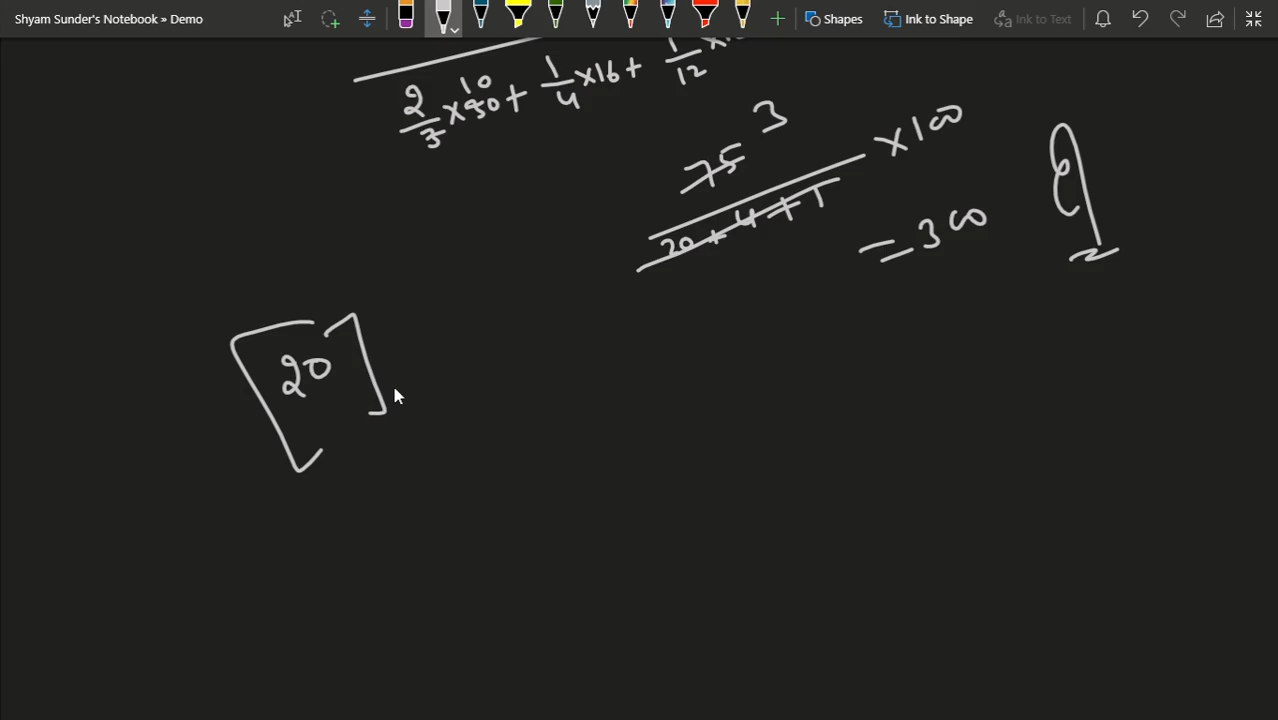 Shyam Sunder's Notebook » Demo
Shapes
Ink to Shape
Ink to Text
2/3 × 30 10 + 1/4 × 16 + 1/12 ×
75 3
20 + 4 + 1
× 100
= 300
20